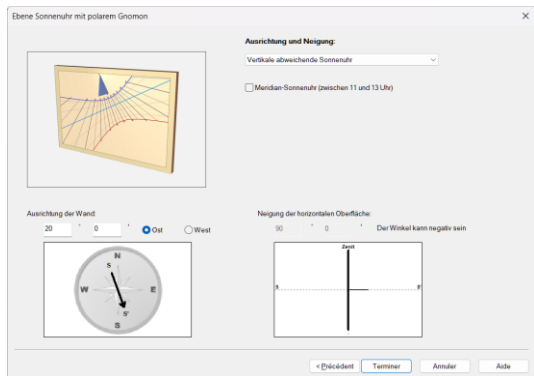 Ebene Sonnenuhr mit polarem Gnomon
Ausrichtung und Neigung:
Vertikale abweichende Sonnenuhr
Meridian-Sonnenuhr (zwischen 11 und 13 Uhr)
Ausrichtung der Wand:
20 ° 0 ' Ost West
N
S
W E
S'
S
Neigung der horizontalen Oberfläche:
90 ° 0 ' Der Winkel kann negativ sein
Zenit
< Précédent Terminer Annuler Aide